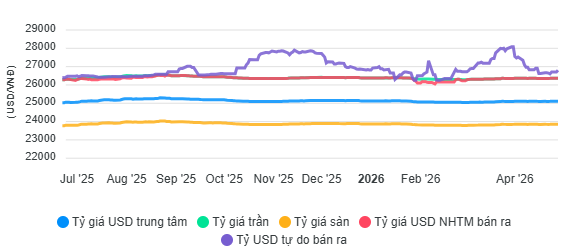 29000
28000
27000
26000
25000
24000
23000
22000
(USD/VNĐ)
Jul '25 Aug '25 Sep '25 Oct '25 Nov '25 Dec '25 2026 Feb '26 Apr '26
Tỷ giá USD trung tâm Tỷ giá trần Tỷ giá sàn Tỷ giá USD NHTM bán ra
Tỷ USD tự do bán ra